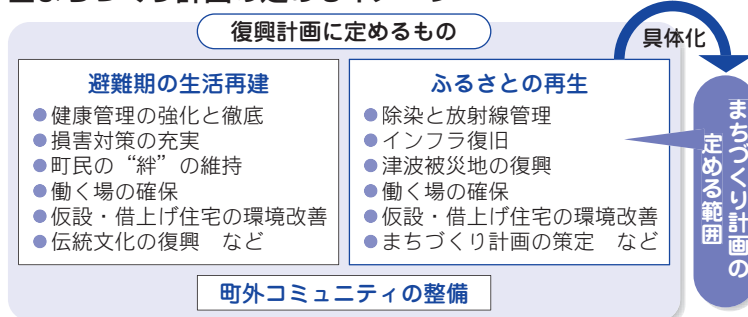 復興計画に定めるもの
具体化
避難期の生活再建
●健康管理の強化と徹底
●損害対策の充実
●町民の“絆”の維持
●働く場の確保
●仮設・借上げ住宅の環境改善
●伝統文化の復興　など
ふるさとの再生
●除染と放射線管理
●インフラ復旧
●津波被災地の復興
●働く場の確保
●仮設・借上げ住宅の環境改善
●まちづくり計画の策定　など
まちづくり計画の
定める範囲
町外コミュニティの整備